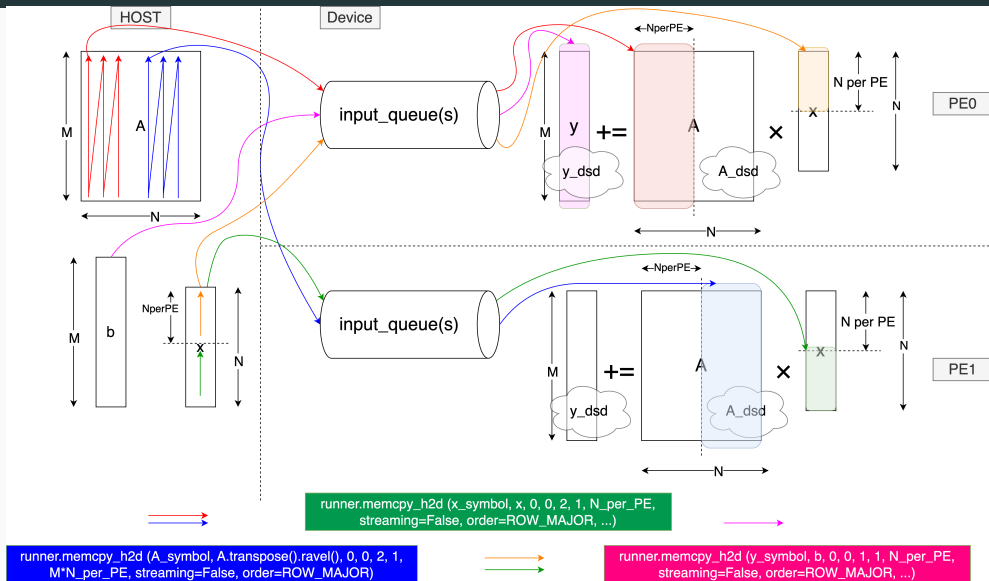 HOST
Device
NperPE
M
A
N
input_queue(s)
M
y
+=
A
×
y_dsd
A_dsd
N
x
N per PE
N
PE0
M
b
NperPE
x
N
input_queue(s)
NperPE
M
+=
A
×
y_dsd
A_dsd
N
x
N per PE
N
PE1
runner.memcpy_h2d (x_symbol, x, 0, 0, 2, 1, N_per_PE,
streaming=False, order=ROW_MAJOR, ...)
runner.memcpy_h2d (A_symbol, A.transpose().ravel(), 0, 0, 2, 1,
M*N_per_PE, streaming=False, order=ROW_MAJOR)
runner.memcpy_h2d (y_symbol, b, 0, 0, 1, 1, N_per_PE,
streaming=False, order=ROW_MAJOR, ...)